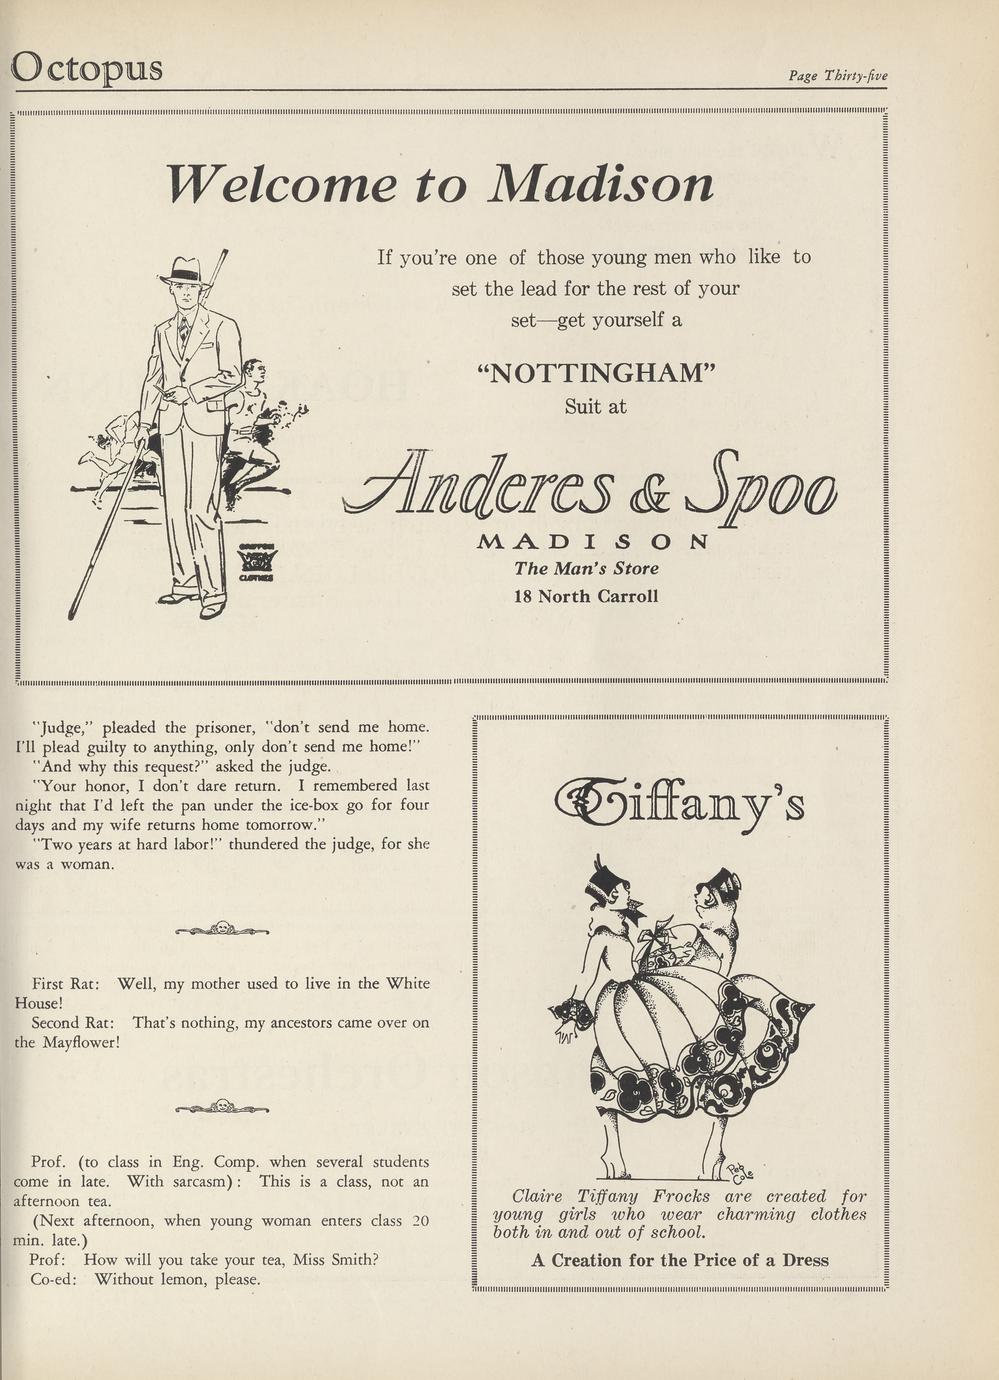 Octopus
Page Thirty-five
Welcome to Madison
If you're one of those young men who like to
set the lead for the rest of your
set—get yourself a
"NOTTINGHAM"
Suit at
Anderes & Spoo
MADISON
The Man's Store
18 North Carroll
CLOTHES
"Judge," pleaded the prisoner, "don't send me home.
I'll plead guilty to anything, only don't send me home!"
"And why this request?" asked the judge.
"Your honor, I don't dare return. I remembered last
night that I'd left the pan under the ice-box go for four
days and my wife returns home tomorrow."
"Two years at hard labor!" thundered the judge, for she
was a woman.
First Rat: Well, my mother used to live in the White
House!
Second Rat: That's nothing, my ancestors came over on
the Mayflower!
Prof. (to class in Eng. Comp. when several students
come in late. With sarcasm): This is a class, not an
afternoon tea.
(Next afternoon, when young woman enters class 20
min. late.)
Prof: How will you take your tea, Miss Smith?
Co-ed: Without lemon, please.
Tiffany's
Peg
Cole
Claire Tiffany Frocks are created for
young girls who wear charming clothes
both in and out of school.
A Creation for the Price of a Dress